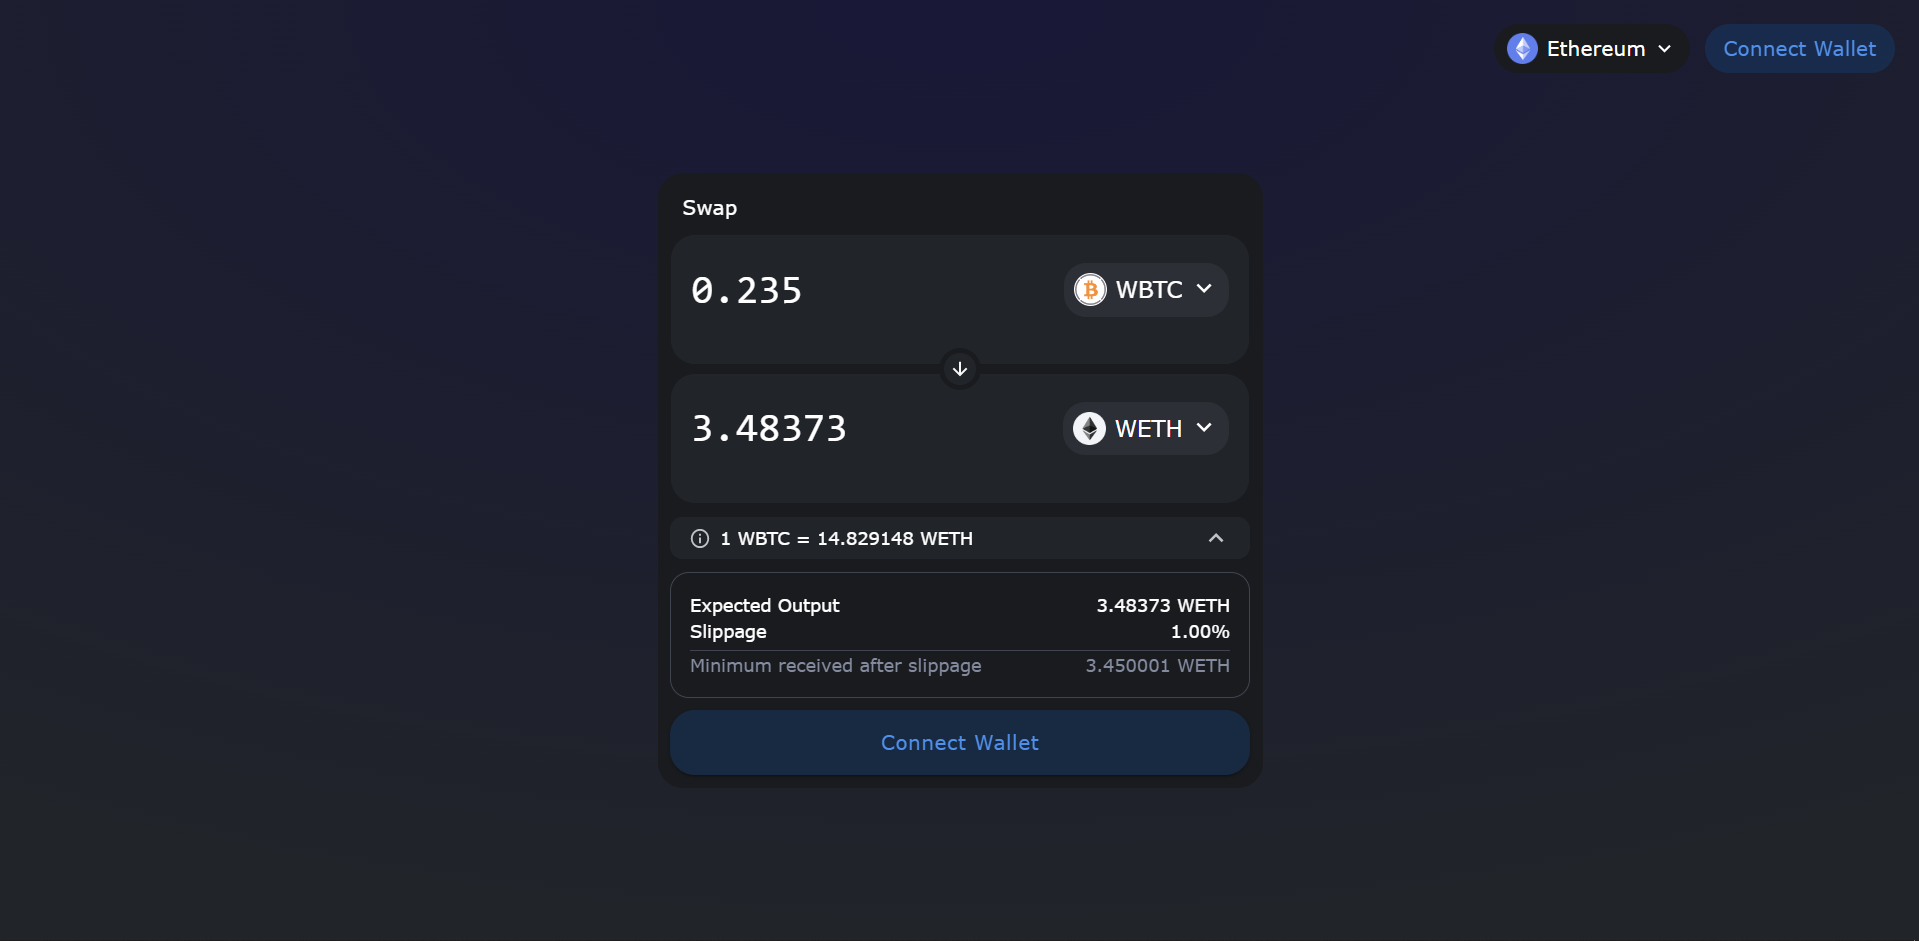 Ethereum
Connect Wallet
Swap
0.235
WBTC
3.48373
WETH
1 WBTC = 14.829148 WETH
Expected Output 3.48373 WETH
Slippage 1.00%
Minimum received after slippage 3.450001 WETH
Connect Wallet